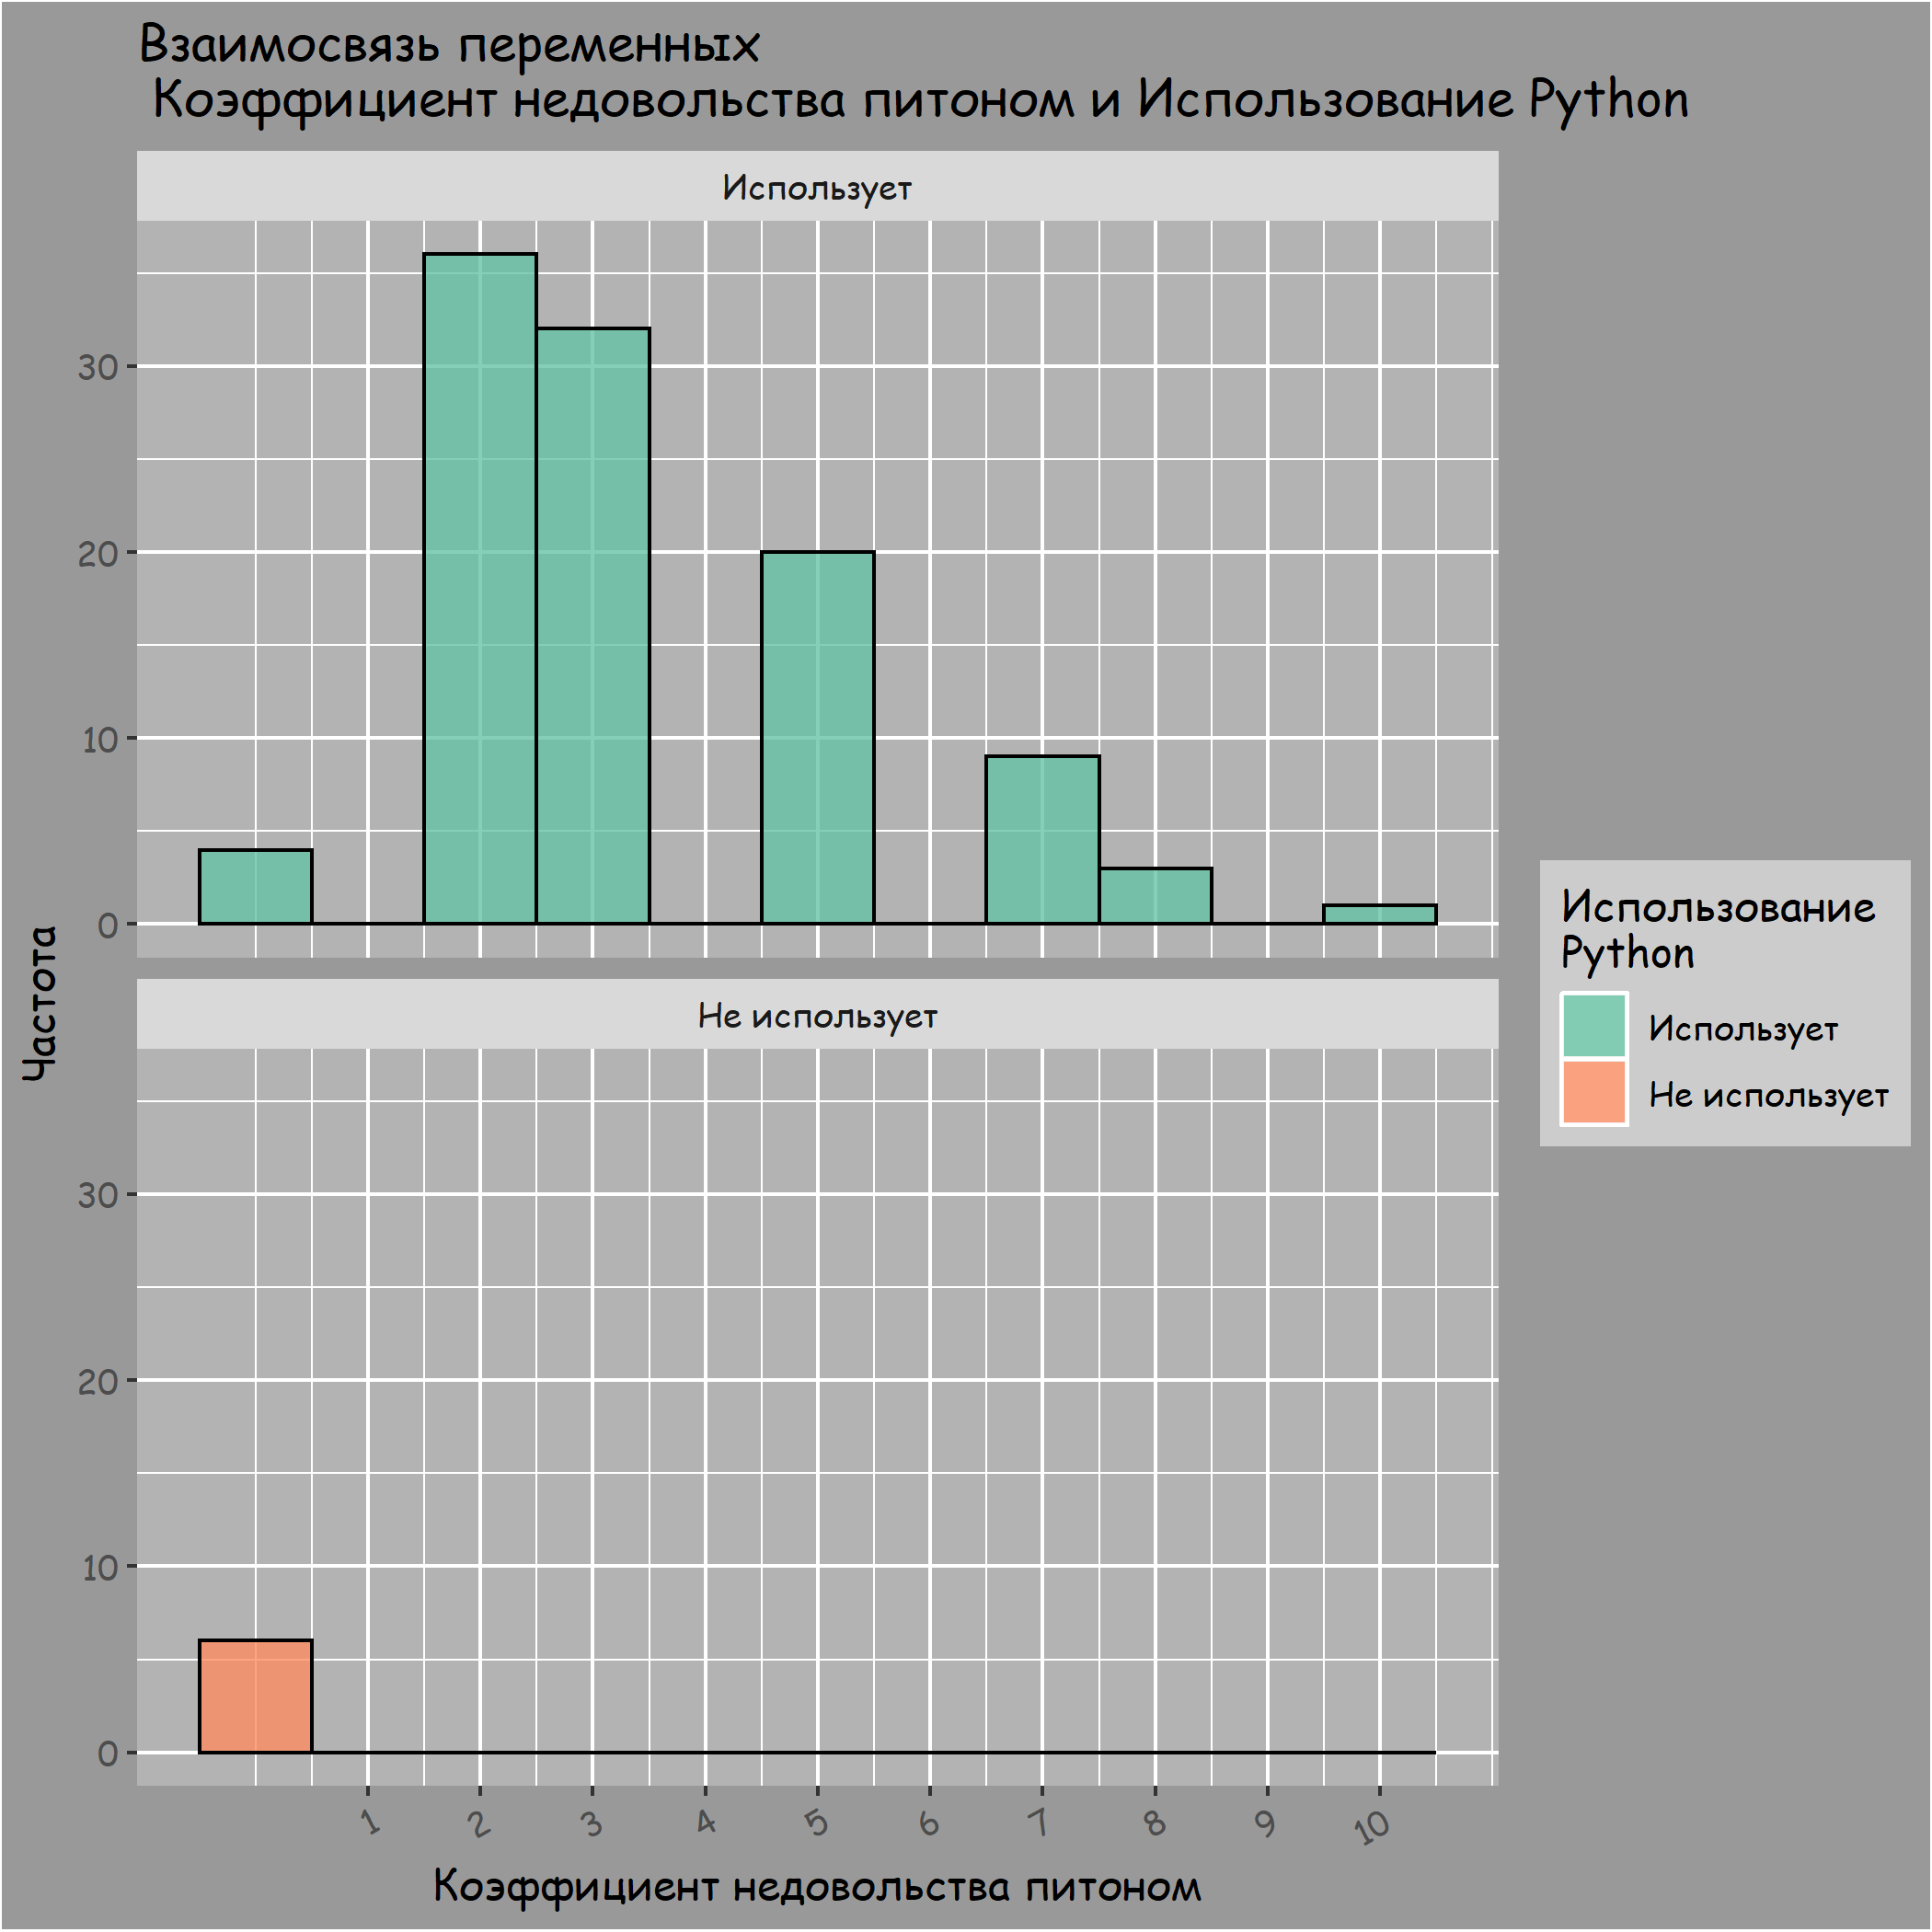 Взаимосвязь переменных
Коэффициент недовольства питоном и Использование Python
Использует
30
20
10
0
Не использует
30
20
10
0
Частота
1 2 3 4 5 6 7 8 9 10
Коэффициент недовольства питоном
Использование
Python
Использует
Не использует